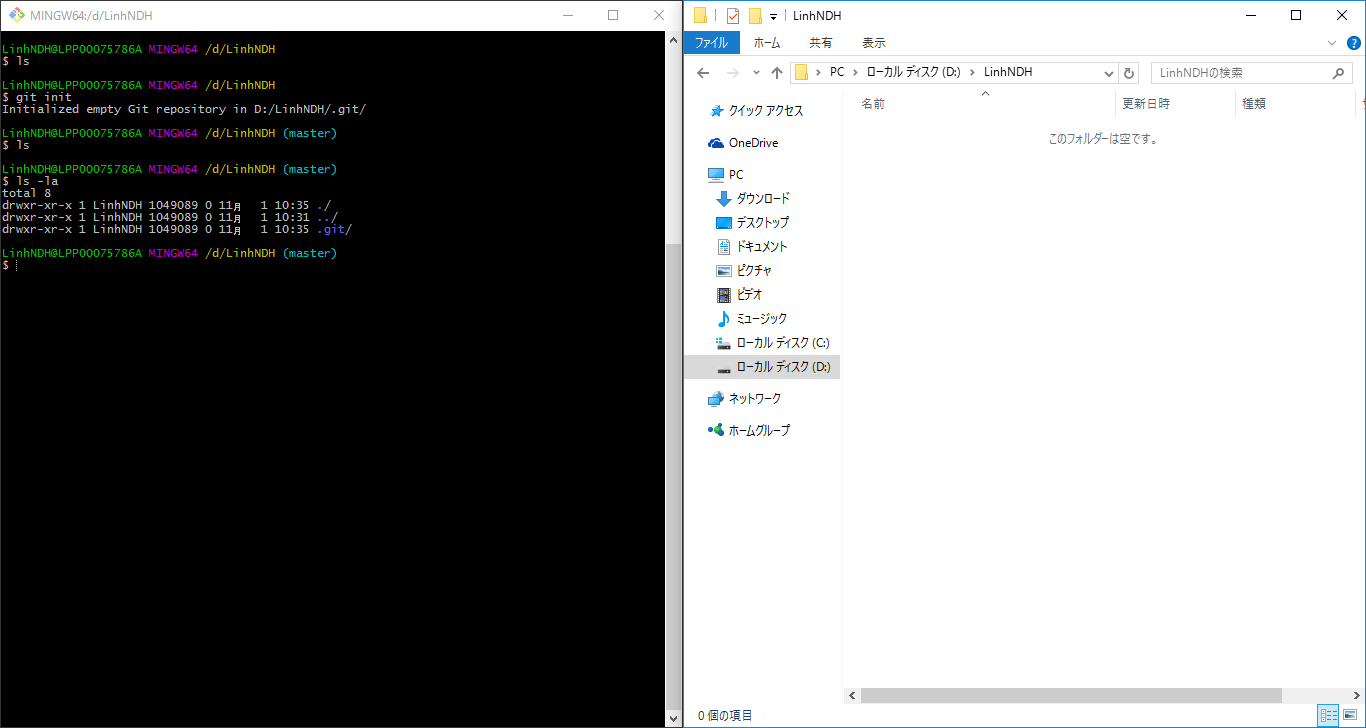 MINGW64:/d/LinhNDH
LinhNDH@LPP00075786A MINGW64 /d/LinhNDH
$ ls
LinhNDH@LPP00075786A MINGW64 /d/LinhNDH
$ git init
Initialized empty Git repository in D:/LinhNDH/.git/
LinhNDH@LPP00075786A MINGW64 /d/LinhNDH (master)
$ ls
LinhNDH@LPP00075786A MINGW64 /d/LinhNDH (master)
$ ls -la
total 8
drwxr-xr-x 1 LinhNDH 1049089 0 11月 1 10:35 ./
drwxr-xr-x 1 LinhNDH 1049089 0 11月 1 10:31 ../
drwxr-xr-x 1 LinhNDH 1049089 0 11月 1 10:35 .git/
LinhNDH@LPP00075786A MINGW64 /d/LinhNDH (master)
$
LinhNDH
ファイル ホーム 共有 表示
PC > ローカル ディスク (D:) > LinhNDH
LinhNDHの検索
クイック アクセス
OneDrive
PC
ダウンロード
デスクトップ
ドキュメント
ピクチャ
ビデオ
ミュージック
ローカル ディスク (C:)
ローカル ディスク (D:)
ネットワーク
ホームグループ
名前 更新日時 種類
このフォルダーは空です。
0 個の項目